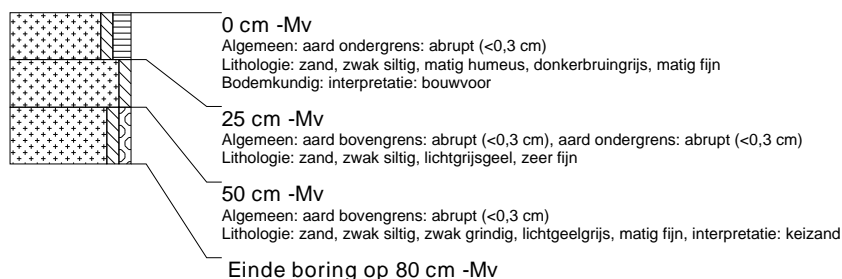 0 cm -Mv
Algemeen: aard ondergrens: abrupt (<0,3 cm)
Lithologie: zand, zwak siltig, matig humeus, donkerbruingrijs, matig fijn
Bodemkundig: interpretatie: bouwvoor
25 cm -Mv
Algemeen: aard bovengrens: abrupt (<0,3 cm), aard ondergrens: abrupt (<0,3 cm)
Lithologie: zand, zwak siltig, lichtgrijsgeel, zeer fijn
50 cm -Mv
Algemeen: aard bovengrens: abrupt (<0,3 cm)
Lithologie: zand, zwak siltig, zwak grindig, lichtgeelgrijs, matig fijn, interpretatie: keizand
Einde boring op 80 cm -Mv